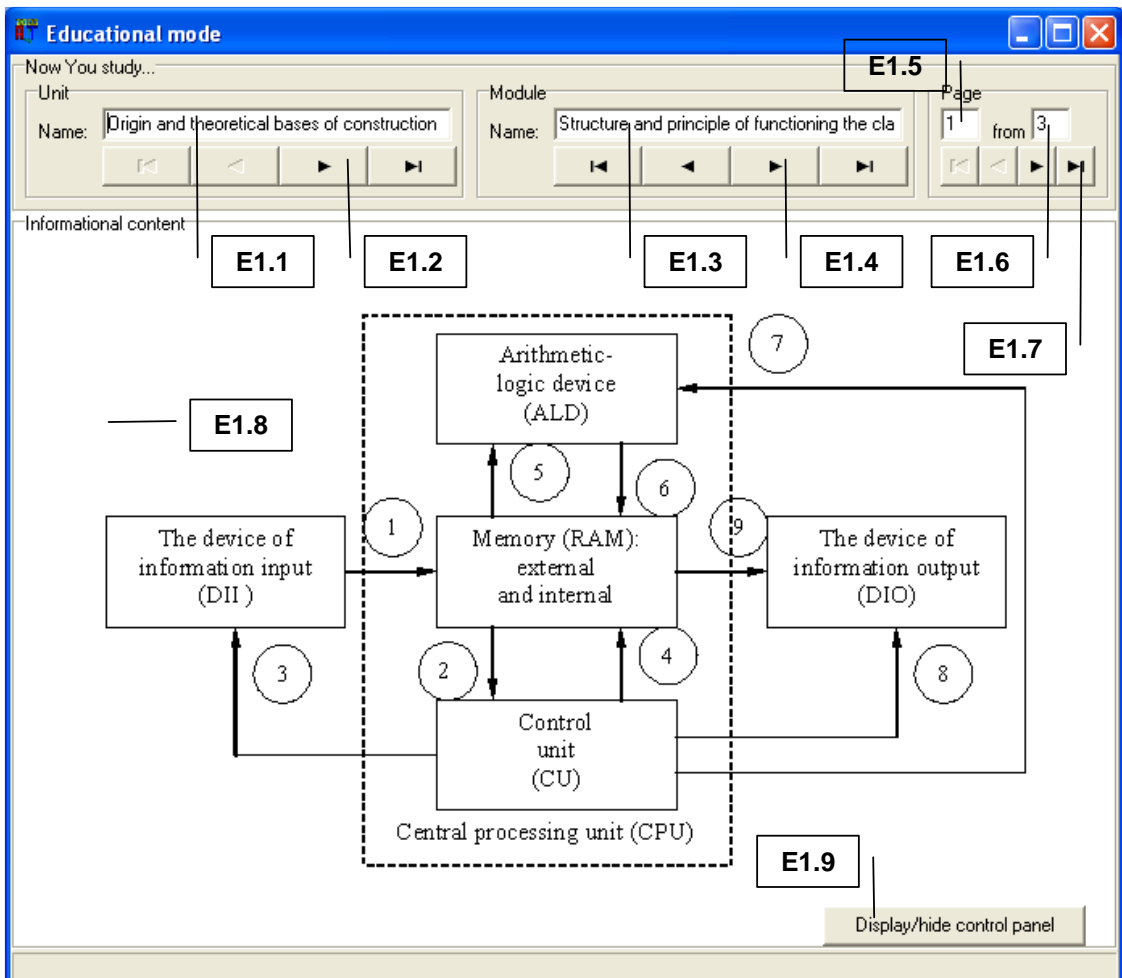 Educational mode
Now You study...
E1.5
Unit
Module
Page
Name:
Origin and theoretical bases of construction
Name:
Structure and principle of functioning the cla
1 from 3
Informational content
E1.1
E1.2
E1.3
E1.4
E1.6
E1.7
7
Arithmetic-
logic device
(ALD)
E1.8
5
6
1
9
The device of
information input
(DII )
Memory (RAM):
external
and internal
The device of
information output
(DIO)
3
2
4
8
Control
unit
(CU)
Central processing unit (CPU)
E1.9
Display/hide control panel